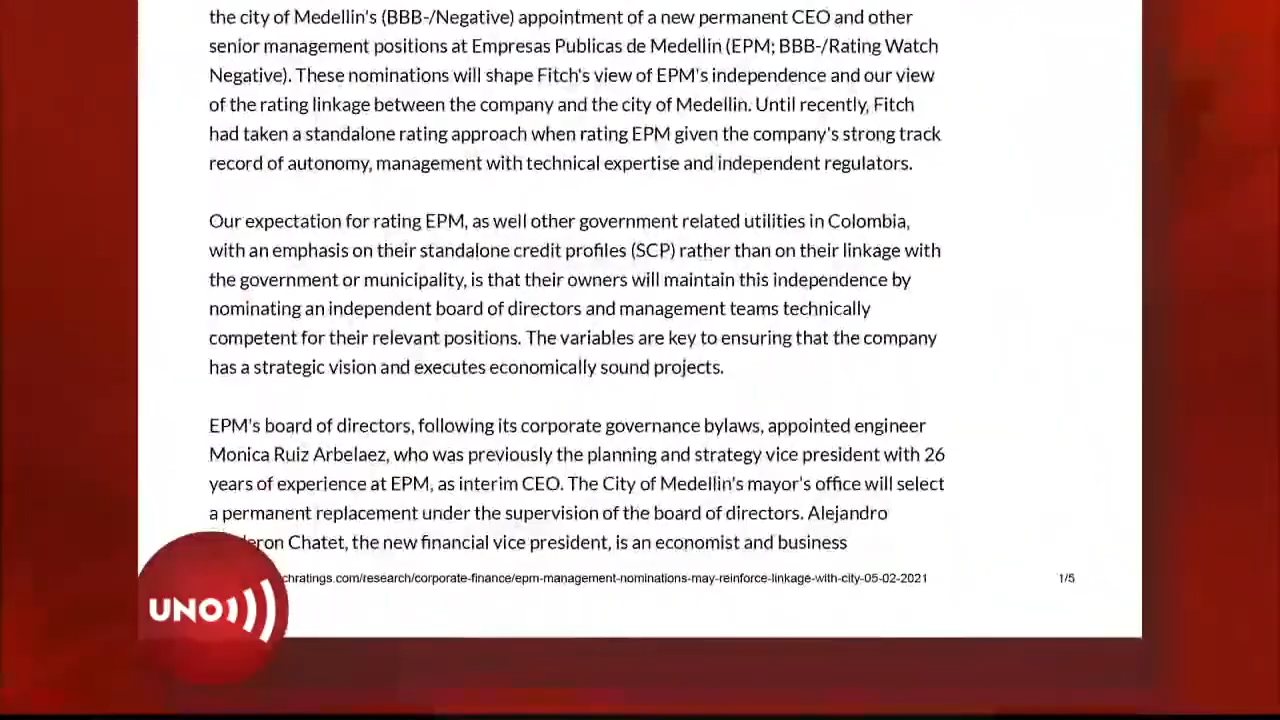 the city of Medellin's (BBB-/Negative) appointment of a new permanent CEO and other
senior management positions at Empresas Publicas de Medellin (EPM; BBB-/Rating Watch
Negative). These nominations will shape Fitch's view of EPM's independence and our view
of the rating linkage between the company and the city of Medellin. Until recently, Fitch
had taken a standalone rating approach when rating EPM given the company's strong track
record of autonomy, management with technical expertise and independent regulators.
Our expectation for rating EPM, as well other government related utilities in Colombia,
with an emphasis on their standalone credit profiles (SCP) rather than on their linkage with
the government or municipality, is that their owners will maintain this independence by
nominating an independent board of directors and management teams technically
competent for their relevant positions. The variables are key to ensuring that the company
has a strategic vision and executes economically sound projects.
EPM's board of directors, following its corporate governance bylaws, appointed engineer
Monica Ruiz Arbelaez, who was previously the planning and strategy vice president with 26
years of experience at EPM, as interim CEO. The City of Medellin's mayor's office will select
a permanent replacement under the supervision of the board of directors. Alejandro
Chatet, the new financial vice president, is an economist and business
chratings.com/research/corporate-finance/epm-management-nominations-may-reinforce-linkage-with-city-05-02-2021 1/5
UNO